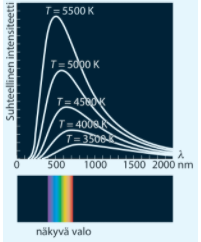 Suhteellinen intensiteetti
T = 5500 K
T = 5000 K
T = 4500 K
T = 4000 K
T = 3500 K
λ
0 500 1000 1500 2000 nm
näkyvä valo